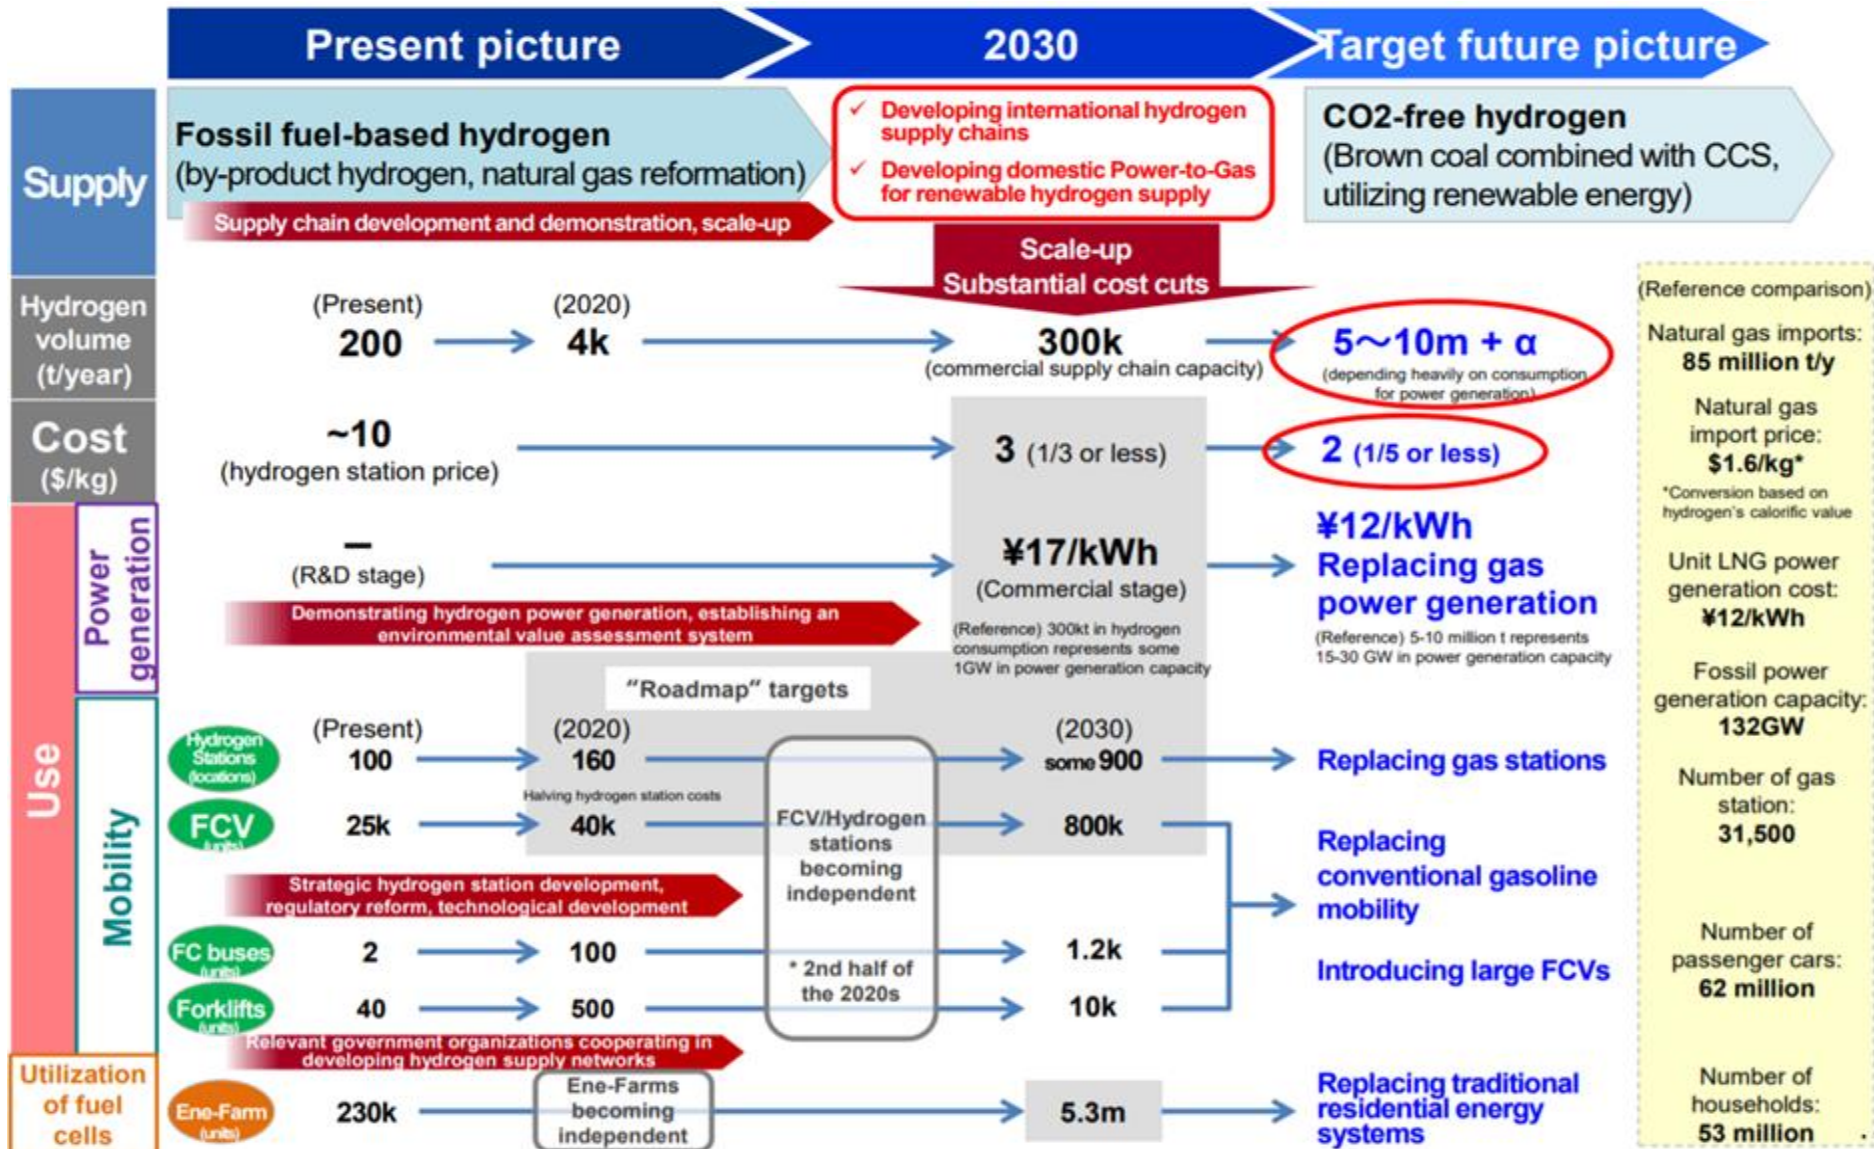 Present picture
2030
Target future picture
Supply
Fossil fuel-based hydrogen
(by-product hydrogen, natural gas reformation)
Supply chain development and demonstration, scale-up
✓ Developing international hydrogen
supply chains
✓ Developing domestic Power-to-Gas
for renewable hydrogen supply
CO2-free hydrogen
(Brown coal combined with CCS,
utilizing renewable energy)
Scale-up
Substantial cost cuts
Hydrogen
volume
(t/year)
(Present)
200
(2020)
4k
300k
(commercial supply chain capacity)
5～10m + α
(depending heavily on consumption
for power generation)
Cost
($/kg)
~10
(hydrogen station price)
3 (1/3 or less)
2 (1/5 or less)
Use
Power
generation
–
(R&D stage)
¥17/kWh
(Commercial stage)
(Reference) 300kt in hydrogen
consumption represents some
1GW in power generation capacity
¥12/kWh
Replacing gas
power generation
(Reference) 5-10 million t represents
15-30 GW in power generation capacity
Demonstrating hydrogen power generation, establishing an
environmental value assessment system
"Roadmap" targets
Mobility
Hydrogen
Stations
(locations)
(Present)
100
(2020)
160
Halving hydrogen station costs
(2030)
some 900
Replacing gas stations
FCV
(units)
25k
40k
800k
FCV/Hydrogen
stations
becoming
independent
* 2nd half of
the 2020s
Replacing
conventional gasoline
mobility
Strategic hydrogen station development,
regulatory reform, technological development
FC buses
(units)
2
100
1.2k
Introducing large FCVs
Forklifts
(units)
40
500
10k
Relevant government organizations cooperating in
developing hydrogen supply networks
Utilization
of fuel
cells
Ene-Farm
(units)
230k
Ene-Farms
becoming
independent
5.3m
Replacing traditional
residential energy
systems
(Reference comparison)
Natural gas imports:
85 million t/y
Natural gas
import price:
$1.6/kg*
*Conversion based on
hydrogen's calorific value
Unit LNG power
generation cost:
¥12/kWh
Fossil power
generation capacity:
132GW
Number of gas
station:
31,500
Number of
passenger cars:
62 million
Number of
households:
53 million